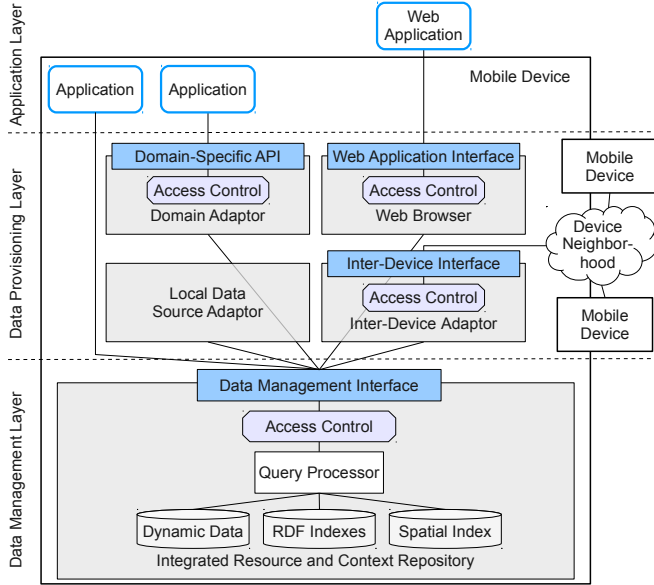 Web
Application
Application Layer
Mobile Device
Application
Application
Domain-Specific API
Web Application Interface
Mobile
Device
Access Control
Access Control
Domain Adaptor
Web Browser
Data Provisioning Layer
Device
Neighbor-
hood
Inter-Device Interface
Local Data
Source Adaptor
Access Control
Inter-Device Adaptor
Mobile
Device
Data Management Interface
Data Management Layer
Access Control
Query Processor
Dynamic Data
RDF Indexes
Spatial Index
Integrated Resource and Context Repository